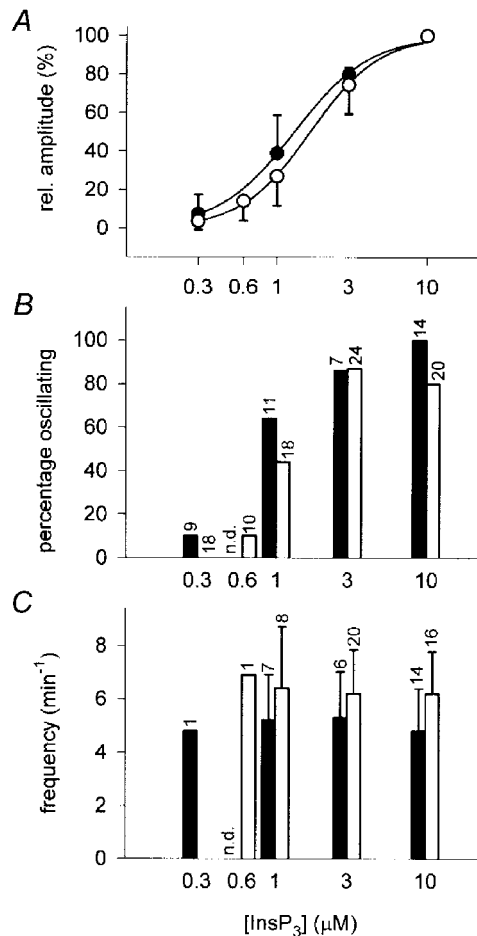 A
rel. amplitude (%)
100
80
60
40
20
0
0.3 0.6 1 3 10
B
percentage oscillating
100
80
60
40
20
0
9 18 n.d. 10 11 18 7 24 14 20
0.3 0.6 1 3 10
C
frequency (min-1)
8
6
4
2
0
1 n.d. 1 7 8 6 20 14 16
0.3 0.6 1 3 10
[InsP3] (μM)